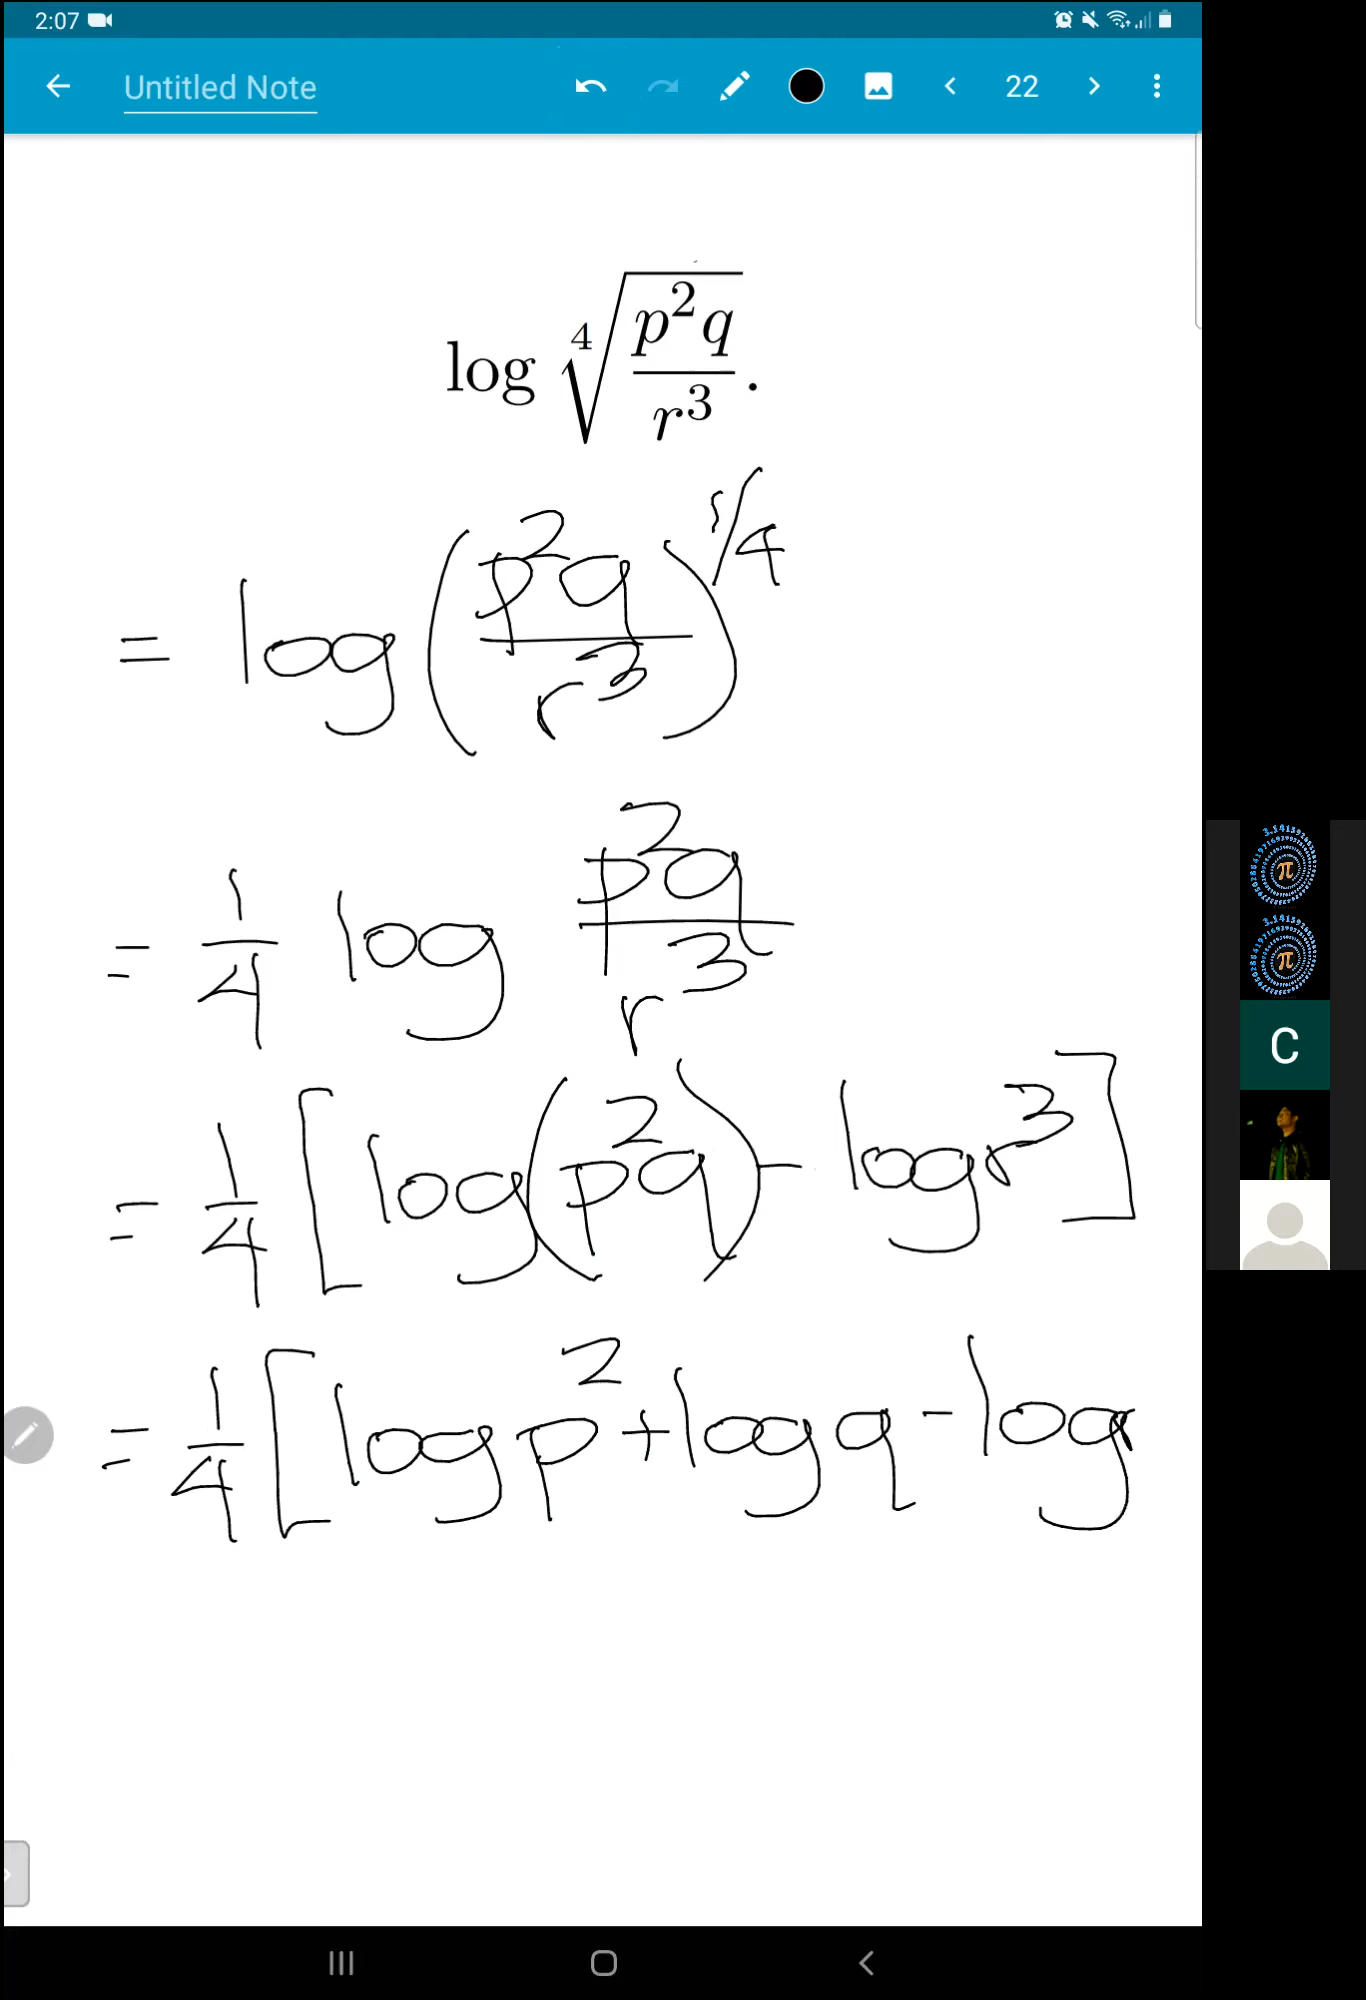 2:07
Untitled Note
22
log ∜(p²q/r³).
= log (p²q/r³)^1/4
= 1/4 log p²q/r³
= 1/4 [log(p²q) - log r³]
= 1/4 [log p² + log q - log
π
π
C